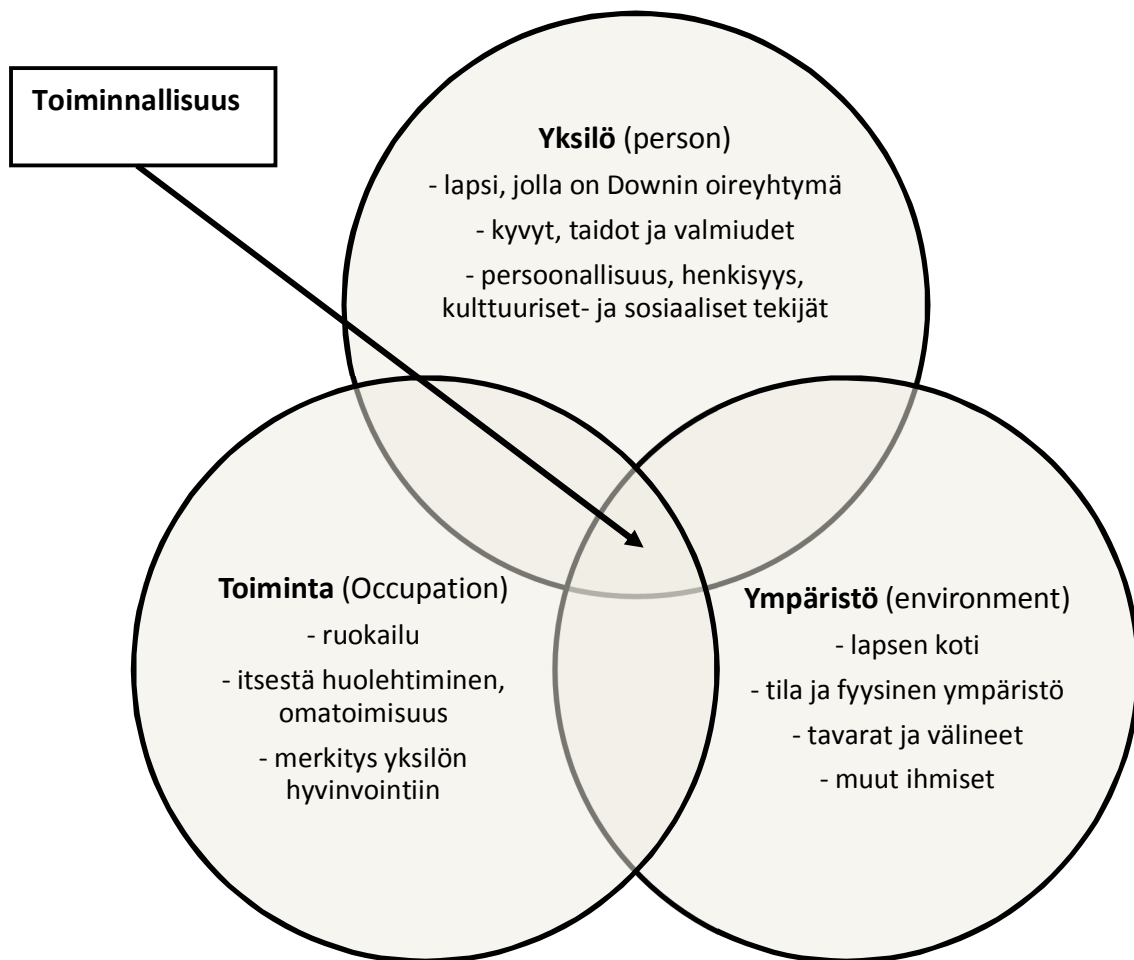 Toiminnallisuus
Yksilö (person)
- lapsi, jolla on Downin oireyhtymä
- kyvyt, taidot ja valmiudet
- persoonallisuus, henkisyys,
kulttuuriset- ja sosiaaliset tekijät
Toiminta (Occupation)
- ruokailu
- itsestä huolehtiminen,
omatoimisuus
- merkitys yksilön
hyvinvointiin
Ympäristö (environment)
- lapsen koti
- tila ja fyysinen ympäristö
- tavarat ja välineet
- muut ihmiset